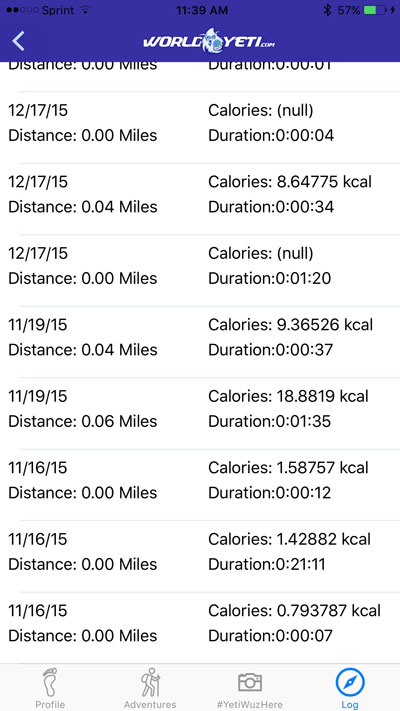 Sprint 11:39 AM 57%
WORLD YETI.COM
Distance: 0.00 Miles Duration:0:00:01
12/17/15 Calories: (null)
Distance: 0.00 Miles Duration:0:00:04
12/17/15 Calories: 8.64775 kcal
Distance: 0.04 Miles Duration:0:00:34
12/17/15 Calories: (null)
Distance: 0.00 Miles Duration:0:01:20
11/19/15 Calories: 9.36526 kcal
Distance: 0.04 Miles Duration:0:00:37
11/19/15 Calories: 18.8819 kcal
Distance: 0.06 Miles Duration:0:01:35
11/16/15 Calories: 1.58757 kcal
Distance: 0.00 Miles Duration:0:00:12
11/16/15 Calories: 1.42882 kcal
Distance: 0.00 Miles Duration:0:21:11
11/16/15 Calories: 0.793787 kcal
Distance: 0.00 Miles Duration:0:00:07
Profile Adventures #YetiWuzHere Log